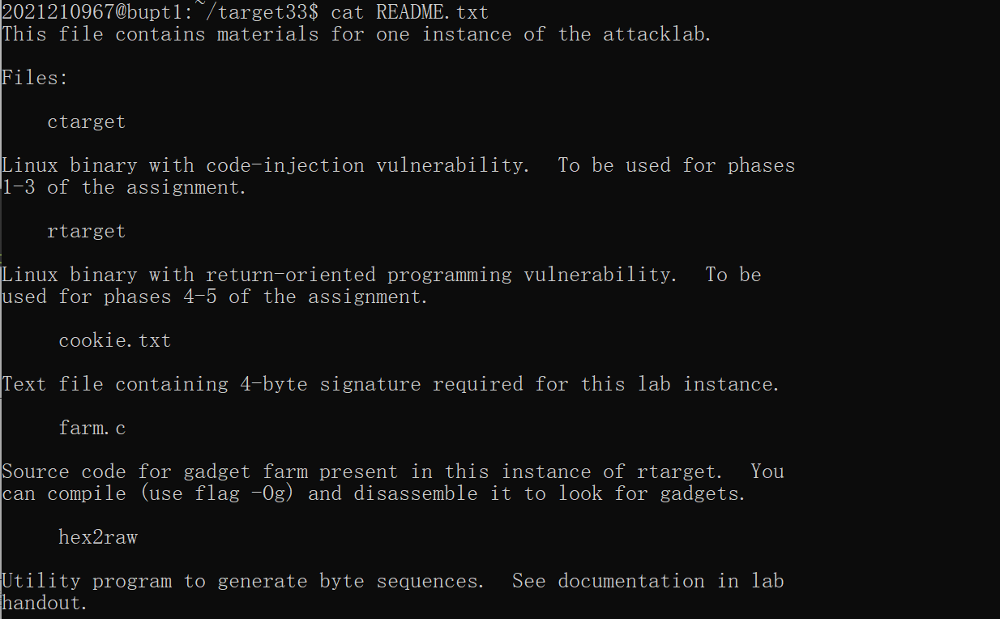 2021210967@bupt1:~/target33$ cat README.txt
This file contains materials for one instance of the attacklab.
Files:
ctarget
Linux binary with code-injection vulnerability.  To be used for phases
1-3 of the assignment.
rtarget
Linux binary with return-oriented programming vulnerability.  To be
used for phases 4-5 of the assignment.
cookie.txt
Text file containing 4-byte signature required for this lab instance.
farm.c
Source code for gadget farm present in this instance of rtarget.  You
can compile (use flag -Og) and disassemble it to look for gadgets.
hex2raw
Utility program to generate byte sequences.  See documentation in lab
handout.